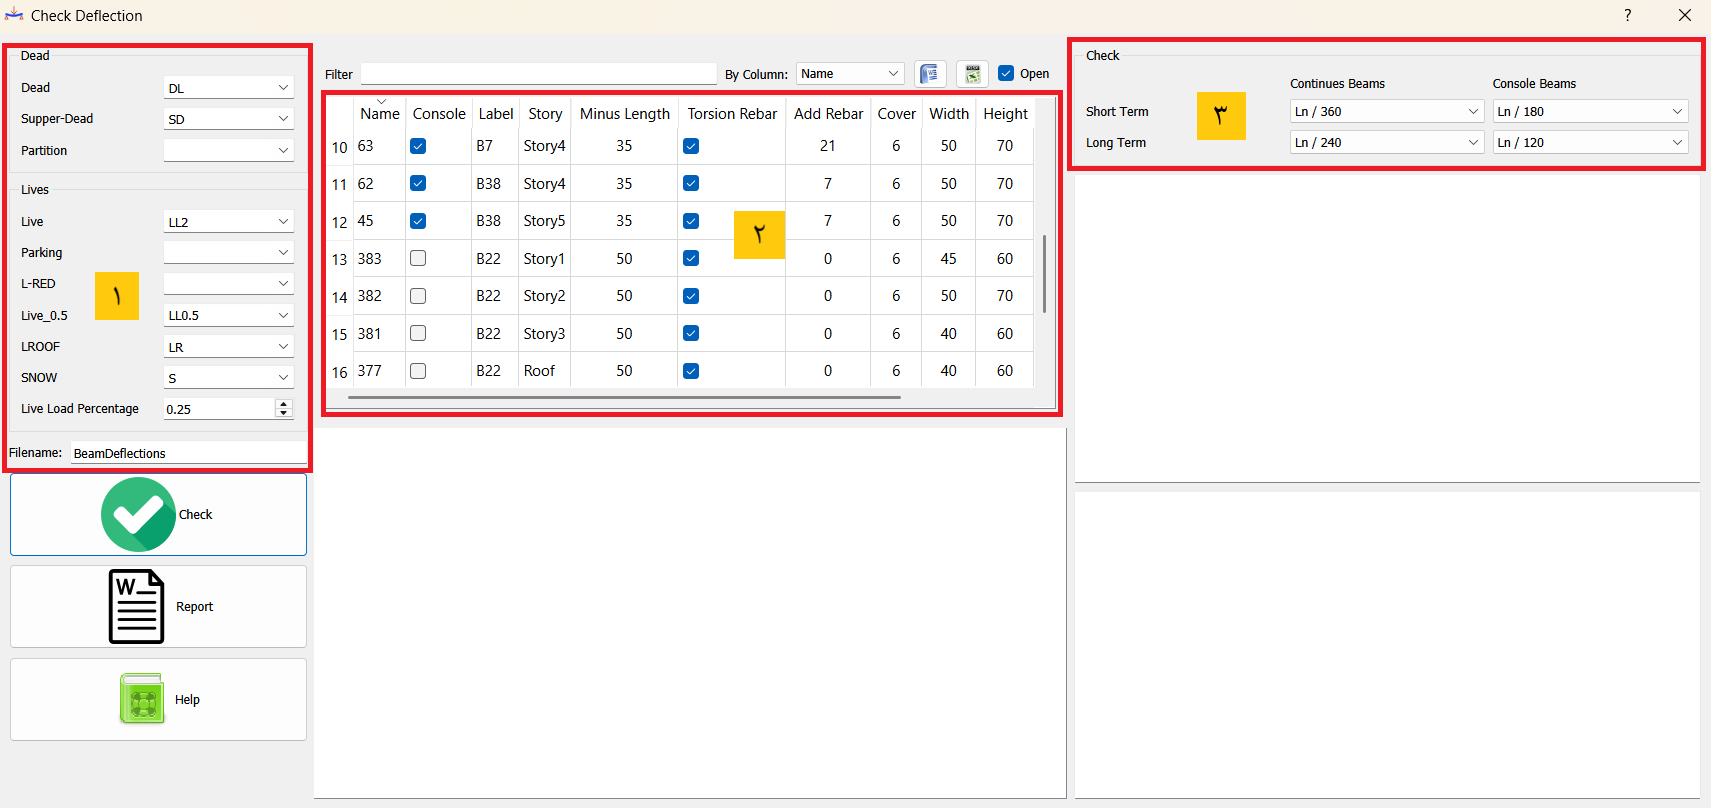 Check Deflection
?
Dead
Dead DL
Supper-Dead SD
Partition
Lives
Live LL2
Parking
L-RED
۱
Live_0.5 LL0.5
LROOF LR
SNOW S
Live Load Percentage 0.25
Filename: BeamDeflections
Check
W
Report
Help
Filter By Column: Name Open
Name Console Label Story Minus Length Torsion Rebar Add Rebar Cover Width Height
10 63 B7 Story4 35 21 6 50 70
11 62 B38 Story4 35 7 6 50 70
12 45 B38 Story5 35 7 6 50 70
۲
13 383 B22 Story1 50 0 6 45 60
14 382 B22 Story2 50 0 6 50 70
15 381 B22 Story3 50 0 6 40 60
16 377 B22 Roof 50 0 6 40 60
Check
Continues Beams Console Beams
Short Term Ln / 360 Ln / 180
۳
Long Term Ln / 240 Ln / 120